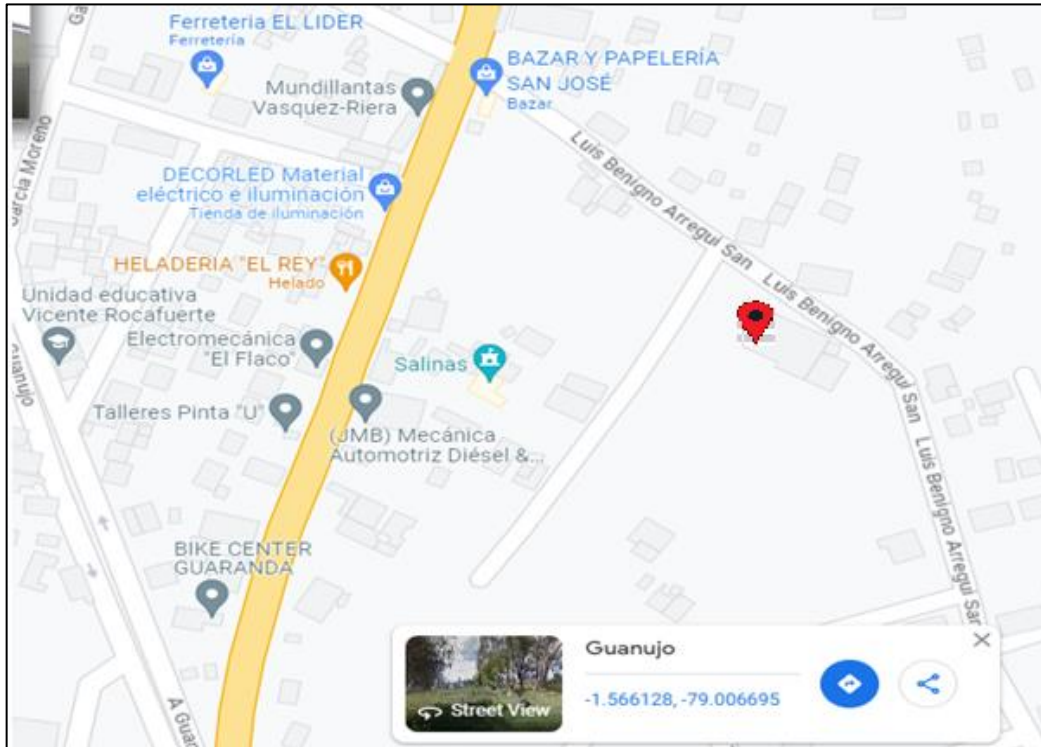 Ferreteria EL LIDER
Ferretería
Mundillantas
Vasquez-Riera
BAZAR Y PAPELERÍA
SAN JOSÉ
Bazar
García Moreno
DECORLED Material
eléctrico e iluminación
Tienda de iluminación
Luis Benigno Arregui San
Luis Benigno Arregui San
Luis Benigno Arregui San
HELADERIA "EL REY"
Helado
Unidad educativa
Vicente Rocafuerte
Electromecánica
"El Flaco"
Salinas
Guanujo
Talleres Pinta "U"
(JMB) Mecánica
Automotriz Diésel &...
BIKE CENTER
GUARANDA
Guanujo
-1.566128, -79.006695
Street View